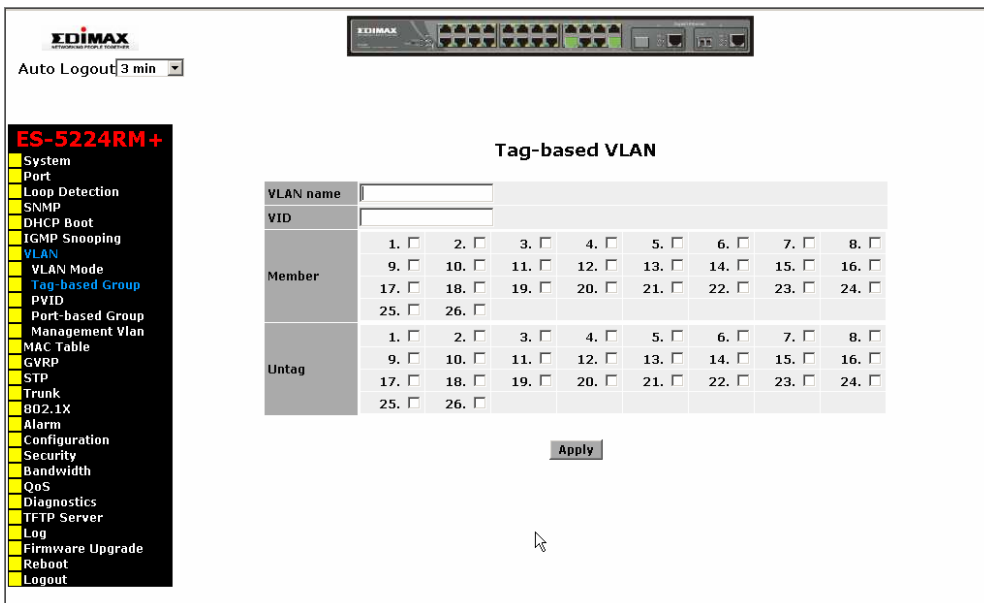 EDIMAX
NETWORKING PEOPLE TOGETHER
EDIMAX
Auto Logout 3 min
ES-5224RM+
System
Port
Loop Detection
SNMP
DHCP Boot
IGMP Snooping
VLAN
VLAN Mode
Tag-based Group
PVID
Port-based Group
Management Vlan
MAC Table
GVRP
STP
Trunk
802.1X
Alarm
Configuration
Security
Bandwidth
QoS
Diagnostics
TFTP Server
Log
Firmware Upgrade
Reboot
Logout
Tag-based VLAN
VLAN name
VID
Member
1. 2. 3. 4. 5. 6. 7. 8.
9. 10. 11. 12. 13. 14. 15. 16.
17. 18. 19. 20. 21. 22. 23. 24.
25. 26.
Untag
1. 2. 3. 4. 5. 6. 7. 8.
9. 10. 11. 12. 13. 14. 15. 16.
17. 18. 19. 20. 21. 22. 23. 24.
25. 26.
Apply